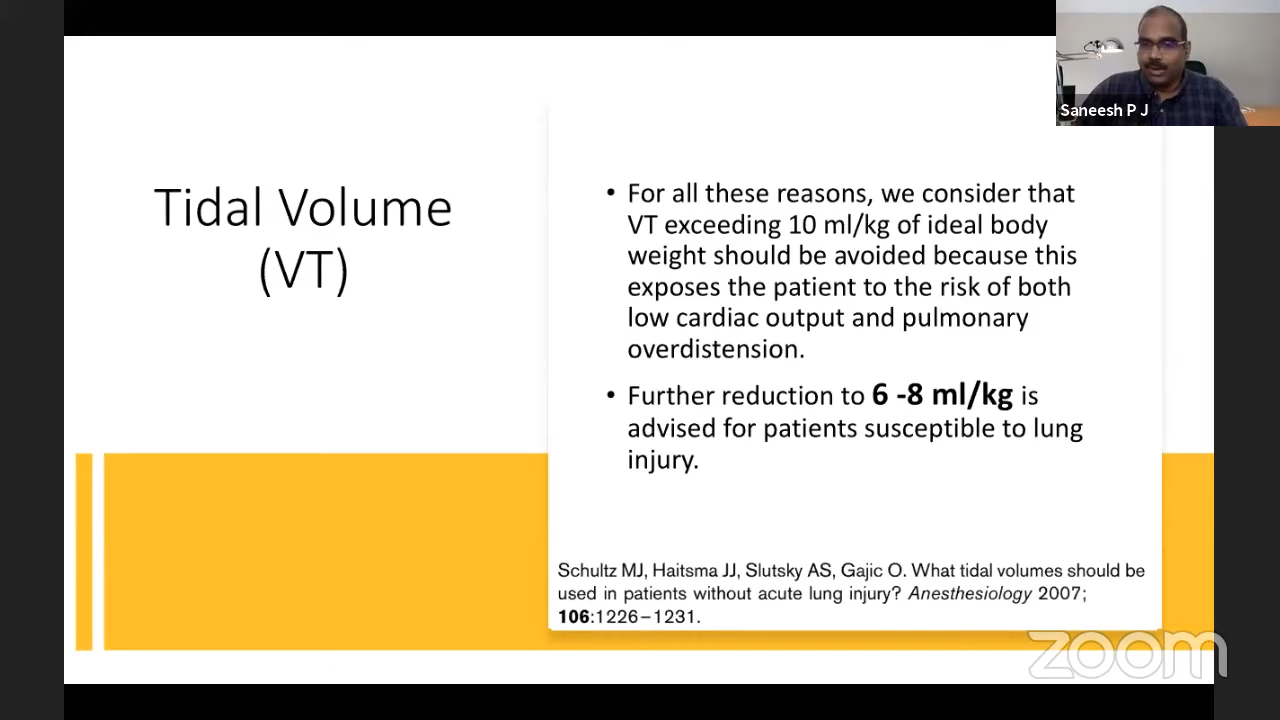 Saneesh P J
Tidal Volume
(VT)
• For all these reasons, we consider that
VT exceeding 10 ml/kg of ideal body
weight should be avoided because this
exposes the patient to the risk of both
low cardiac output and pulmonary
overdistension.
• Further reduction to 6 -8 ml/kg is
advised for patients susceptible to lung
injury.
Schultz MJ, Haitsma JJ, Slutsky AS, Gajic O. What tidal volumes should be
used in patients without acute lung injury? Anesthesiology 2007;
106:1226–1231.
zoom